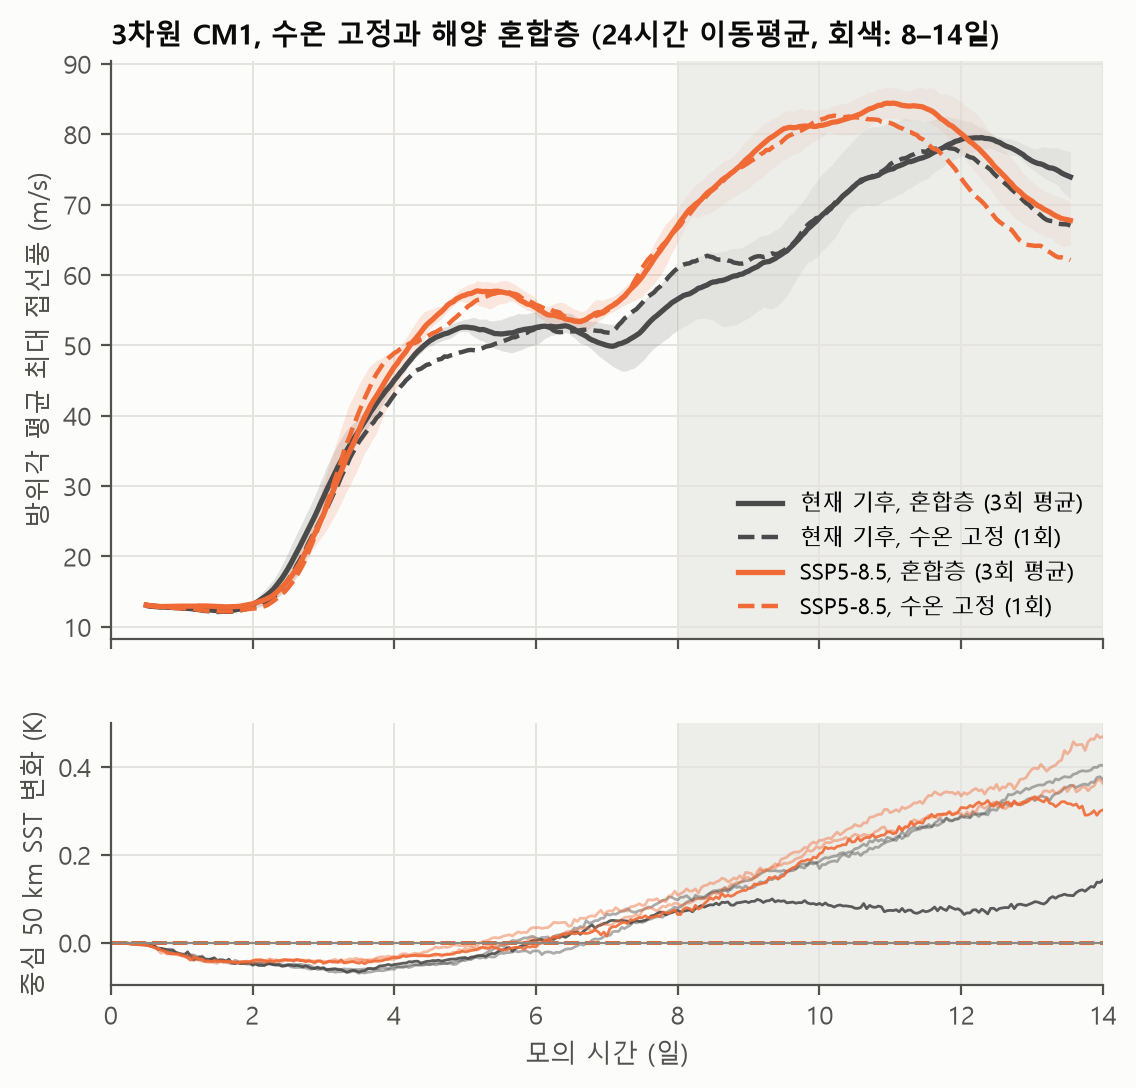 3차원 CM1, 수온 고정과 해양 혼합층 (24시간 이동평균, 회색: 8–14일)
방위각 평균 최대 접선풍 (m/s)
90
80
70
60
50
40
30
20
10
현재 기후, 혼합층 (3회 평균)
현재 기후, 수온 고정 (1회)
SSP5-8.5, 혼합층 (3회 평균)
SSP5-8.5, 수온 고정 (1회)
중심 50 km SST 변화 (K)
0.4
0.2
0.0
0 2 4 6 8 10 12 14
모의 시간 (일)